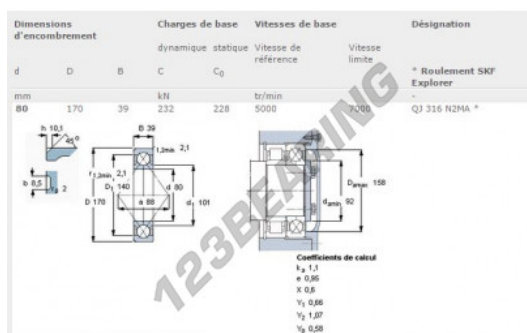 Dimensions d'encombrement Charges de base Vitesses de base Désignation
dynamique statique Vitesse de référence Vitesse limite
d D B C C0 * Roulement SKF Explorer
mm kN tr/min -
80 170 39 232 228 5000 7000 QJ 316 N2MA *
h 10,1
45°
b 8,5
ra 2
B 39
r1,2min 2,1
r1,2min 2,1
D 170
D1 140
a 88
d 80
d1 101
Damax 158
damin 92
123BEARING
Coefficients de calcul
ka 1,1
e 0,95
X 0,6
Y1 0,66
Y2 1,07
Y0 0,58